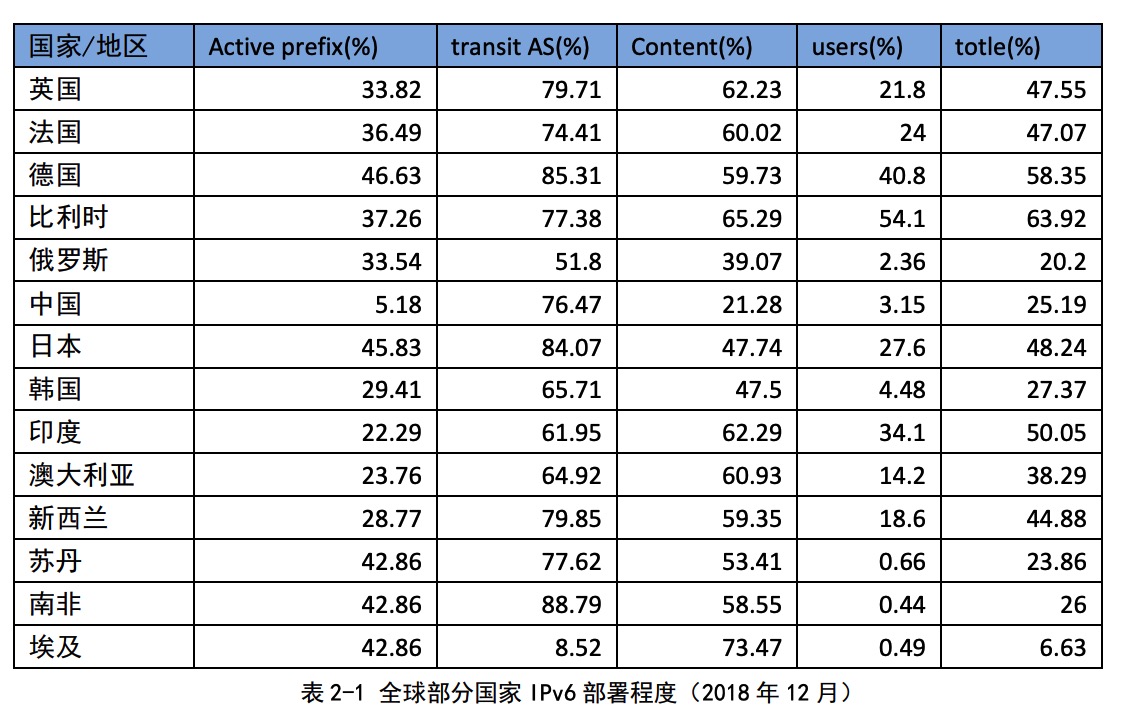 国家/地区 Active prefix(%) transit AS(%) Content(%) users(%) totle(%)
英国 33.82 79.71 62.23 21.8 47.55
法国 36.49 74.41 60.02 24 47.07
德国 46.63 85.31 59.73 40.8 58.35
比利时 37.26 77.38 65.29 54.1 63.92
俄罗斯 33.54 51.8 39.07 2.36 20.2
中国 5.18 76.47 21.28 3.15 25.19
日本 45.83 84.07 47.74 27.6 48.24
韩国 29.41 65.71 47.5 4.48 27.37
印度 22.29 61.95 62.29 34.1 50.05
澳大利亚 23.76 64.92 60.93 14.2 38.29
新西兰 28.77 79.85 59.35 18.6 44.88
苏丹 42.86 77.62 53.41 0.66 23.86
南非 42.86 88.79 58.55 0.44 26
埃及 42.86 8.52 73.47 0.49 6.63
表 2-1 全球部分国家 IPv6 部署程度（2018 年 12 月）